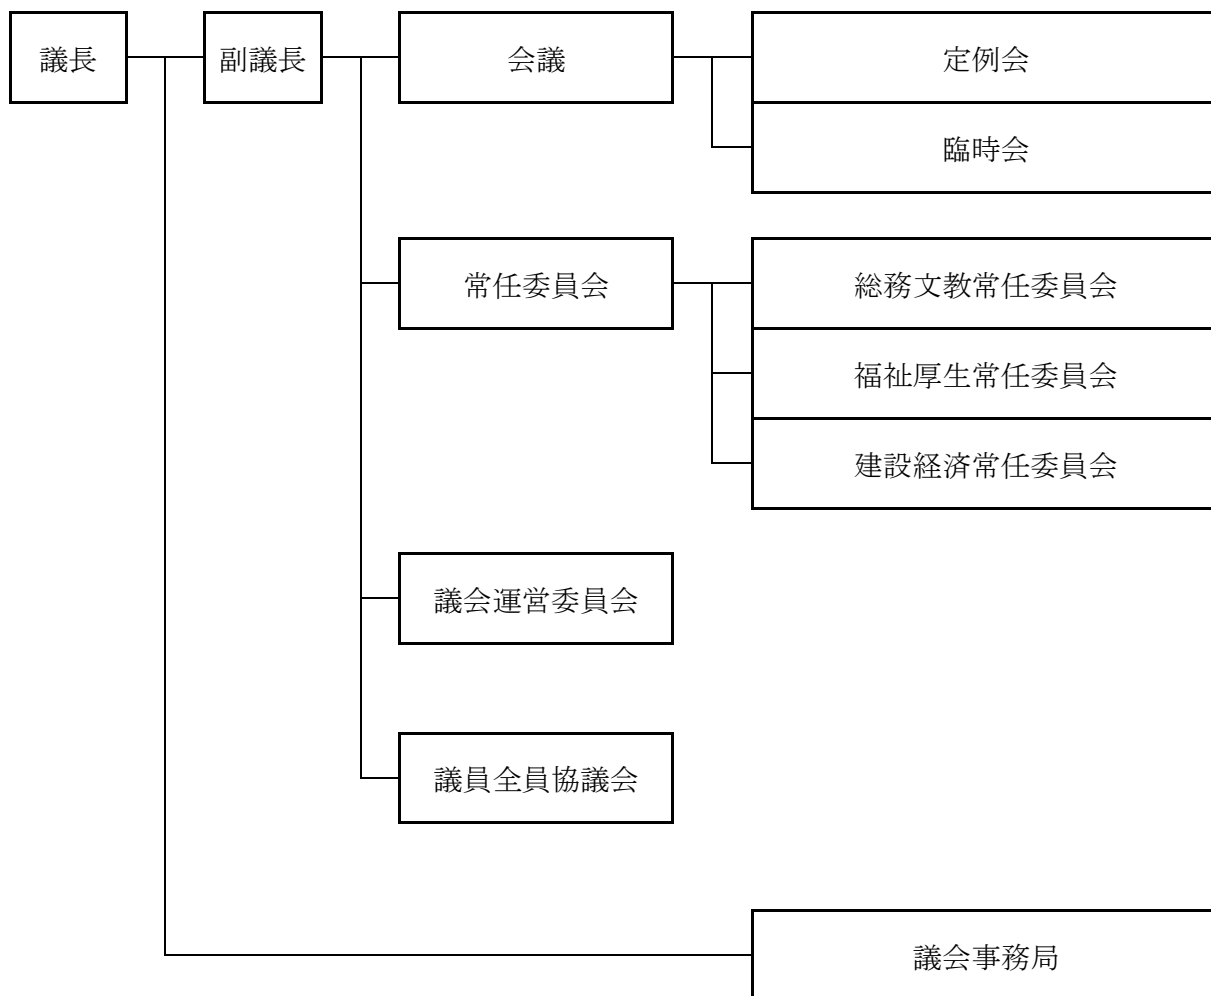 議長
副議長
会議
定例会
臨時会
常任委員会
総務文教常任委員会
福祉厚生常任委員会
建設経済常任委員会
議会運営委員会
議員全員協議会
議会事務局